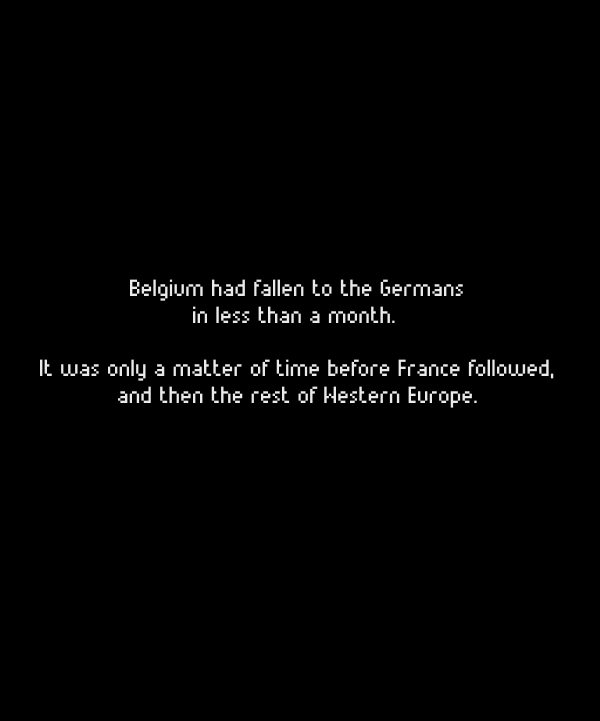 Belgium had fallen to the Germans
in less than a month.
It was only a matter of time before France followed,
and then the rest of Western Europe.